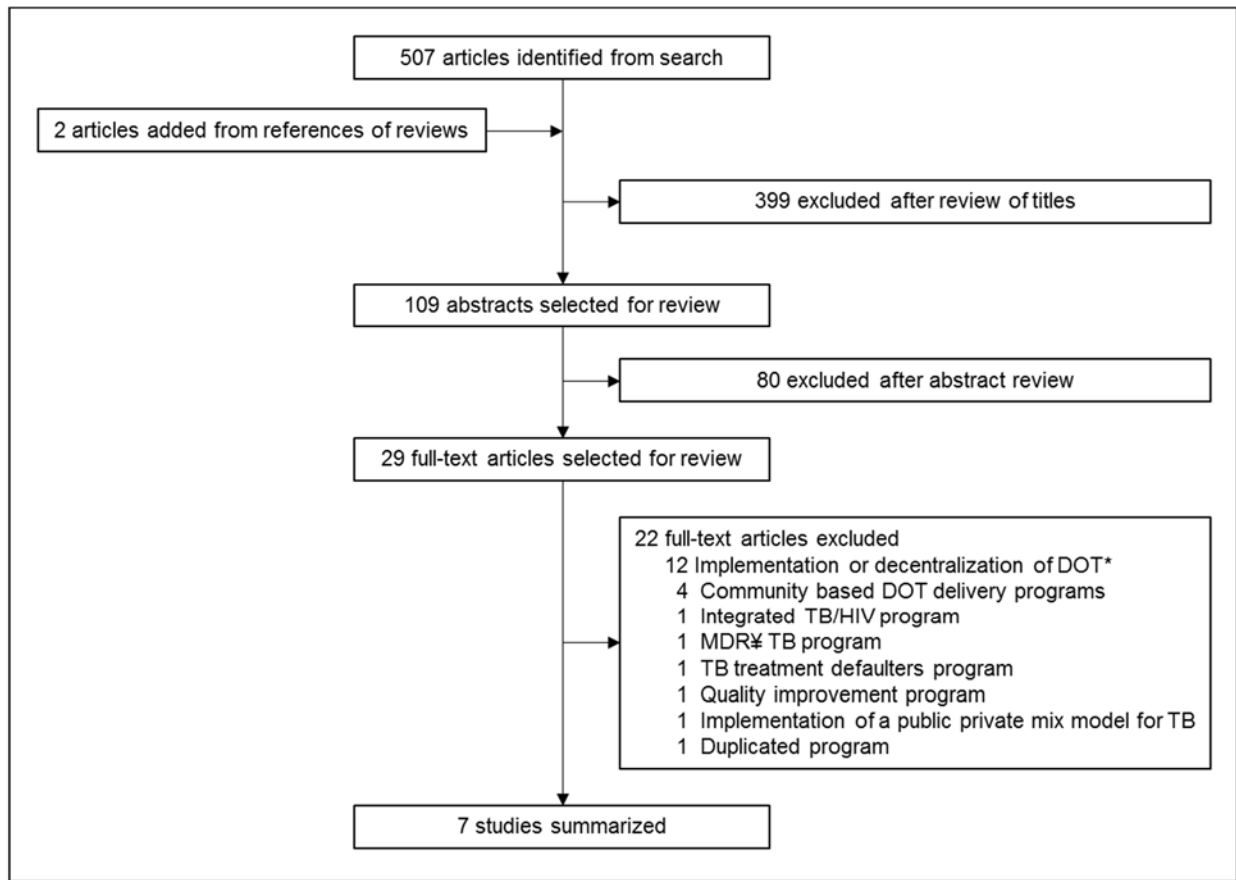 507 articles identified from search
2 articles added from references of reviews
399 excluded after review of titles
109 abstracts selected for review
80 excluded after abstract review
29 full-text articles selected for review
22 full-text articles excluded
12 Implementation or decentralization of DOT*
4 Community based DOT delivery programs
1 Integrated TB/HIV program
1 MDR¥ TB program
1 TB treatment defaulters program
1 Quality improvement program
1 Implementation of a public private mix model for TB
1 Duplicated program
7 studies summarized